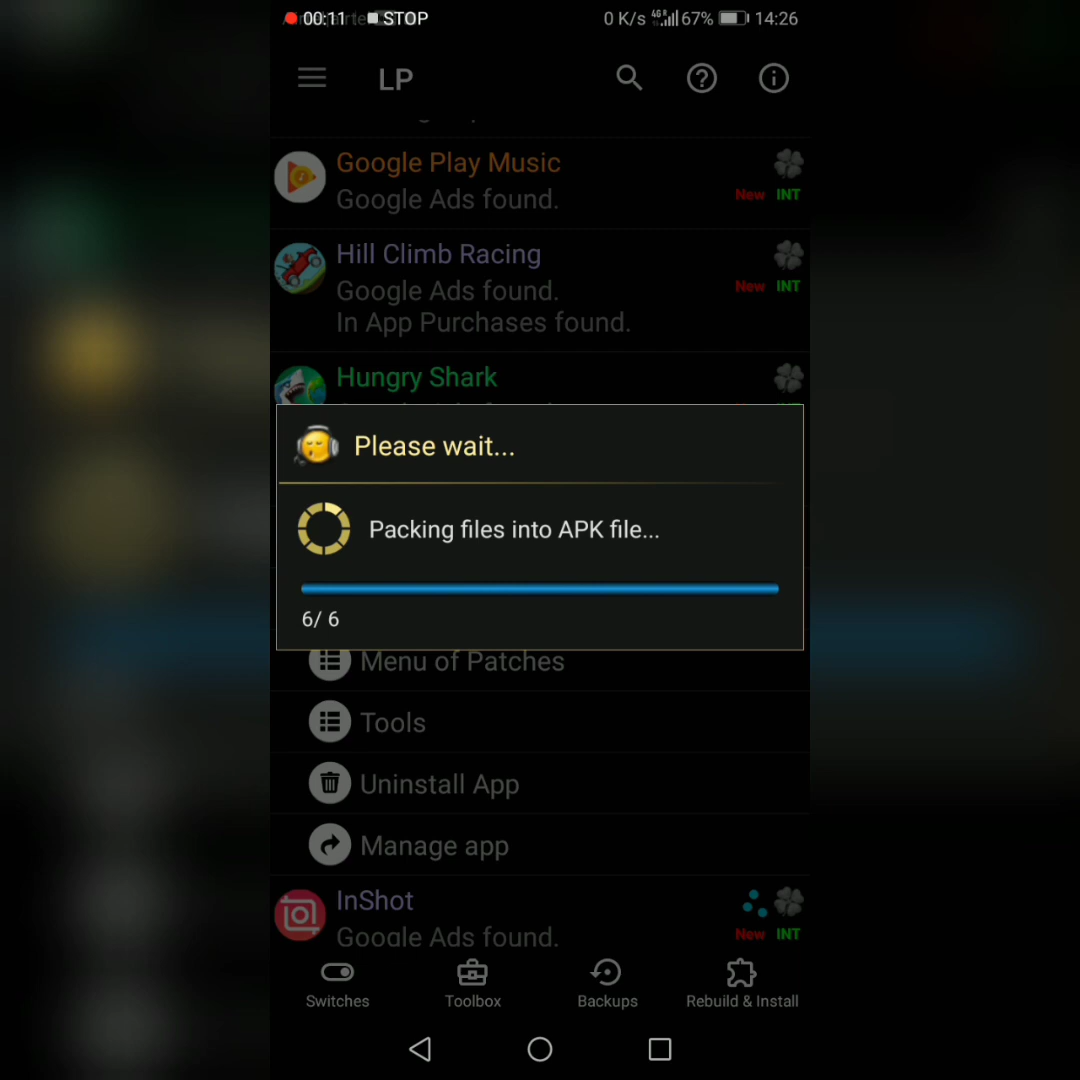 00:11 STOP 0 K/s 4G 67% 14:26
LP
Google Play Music
Google Ads found.
New INT
Hill Climb Racing
Google Ads found.
In App Purchases found.
New INT
Hungry Shark
Please wait...
Packing files into APK file...
6/ 6
Menu of Patches
Tools
Uninstall App
Manage app
InShot
Google Ads found.
New INT
Switches Toolbox Backups Rebuild & Install